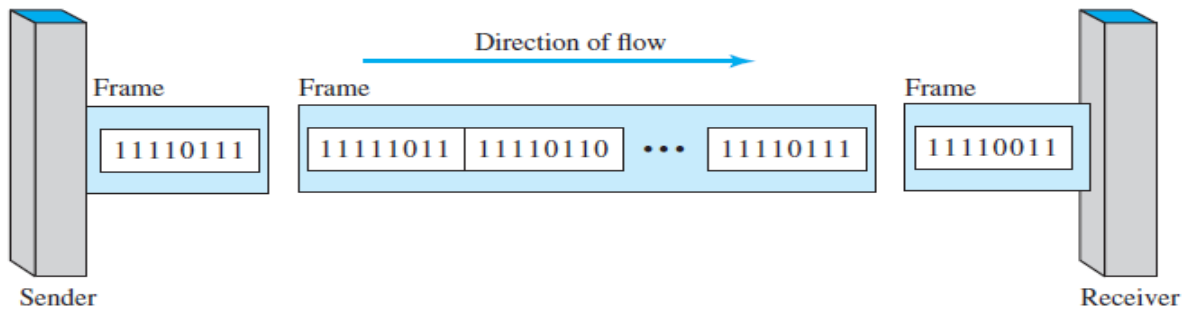 Direction of flow
Frame
Frame
Frame
11110111
11111011 11110110 ••• 11110111
11110011
Sender
Receiver